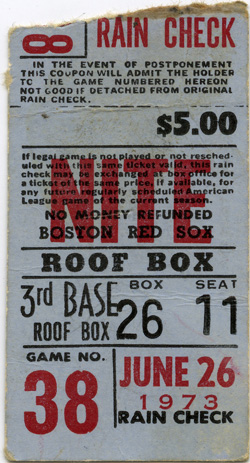 8 RAIN CHECK
IN THE EVENT OF POSTPONEMENT
THIS COUPON WILL ADMIT THE HOLDER
TO THE GAME NUMBERED HEREON
NOT GOOD IF DETACHED FROM ORIGINAL
RAIN CHECK.
$5.00
If legal game is not played or not resched-
uled with this same ticket valid, this rain
check may be exchanged at box office
for a ticket of the same price, if available, for
any future regularly scheduled American
League game of the current season.
NITE
NO MONEY REFUNDED
BOSTON RED SOX
ROOF BOX
3rd BASE
ROOF BOX
BOX
26
SEAT
11
GAME NO.
38
JUNE 26
1973
RAIN CHECK